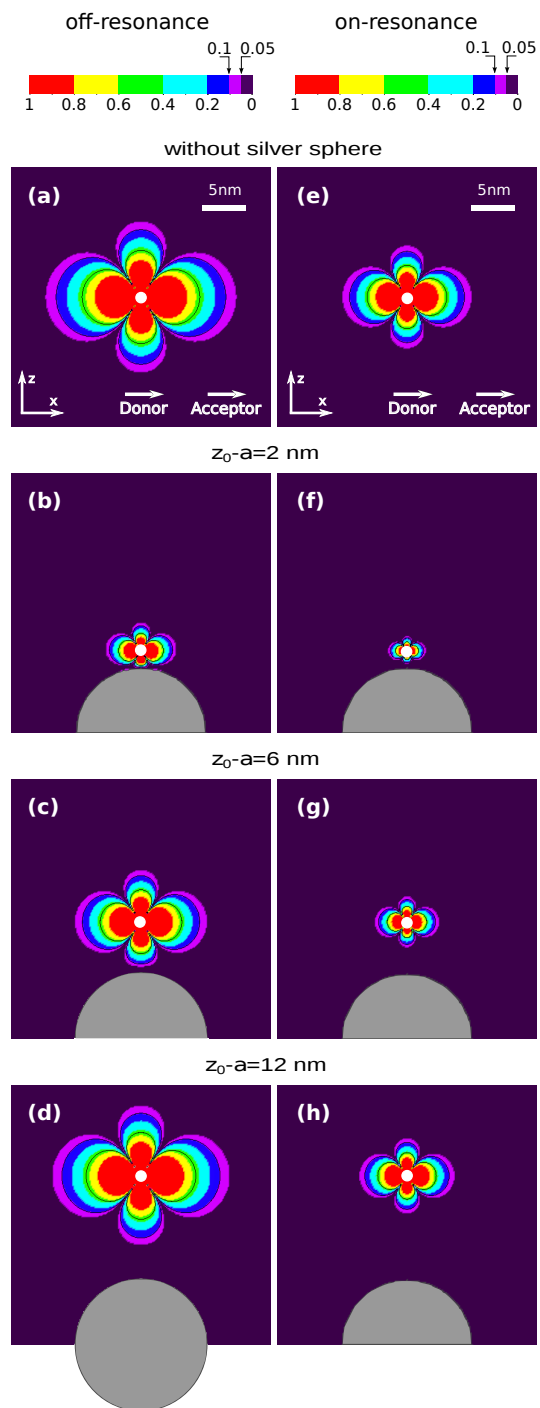 off-resonance on-resonance
0.1 0.05 0.1 0.05
1 0.8 0.6 0.4 0.2 0 1 0.8 0.6 0.4 0.2 0
without silver sphere
(a) 5nm (e) 5nm
z x Donor Acceptor z x Donor Acceptor
z₀-a=2 nm
(b) (f)
z₀-a=6 nm
(c) (g)
z₀-a=12 nm
(d) (h)